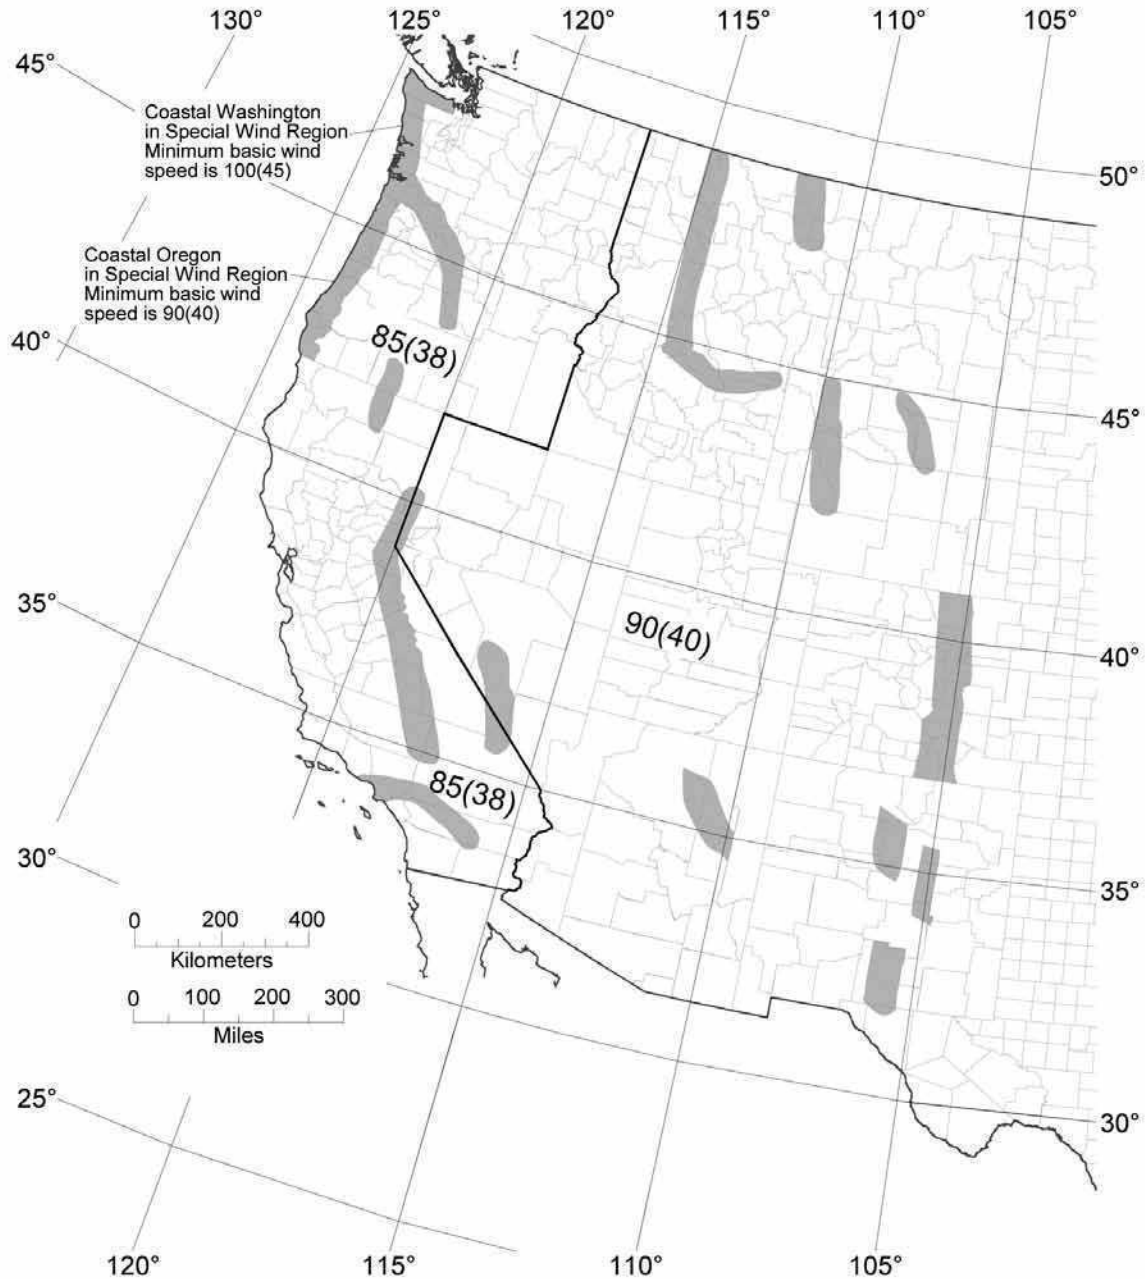 130°
125°
120°
115°
110°
105°
45°
Coastal Washington
in Special Wind Region
Minimum basic wind
speed is 100(45)
50°
Coastal Oregon
in Special Wind Region
Minimum basic wind
speed is 90(40)
40°
85(38)
45°
35°
90(40)
40°
85(38)
30°
35°
0 200 400
Kilometers
0 100 200 300
Miles
25°
30°
120°
115°
110°
105°